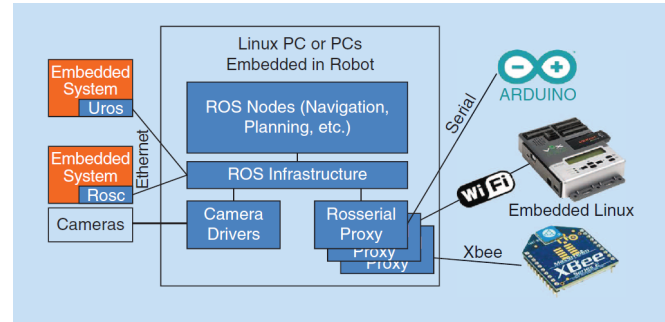 Linux PC or PCs
Embedded in Robot
Embedded
System
Uros
ROS Nodes (Navigation,
Planning, etc.)
Ethernet
Embedded
System
Rosc
ROS Infrastructure
Cameras
Camera
Drivers
Rosserial
Proxy
Proxy
Proxy
Serial
ARDUINO
WiFi
Embedded Linux
Xbee
XBee